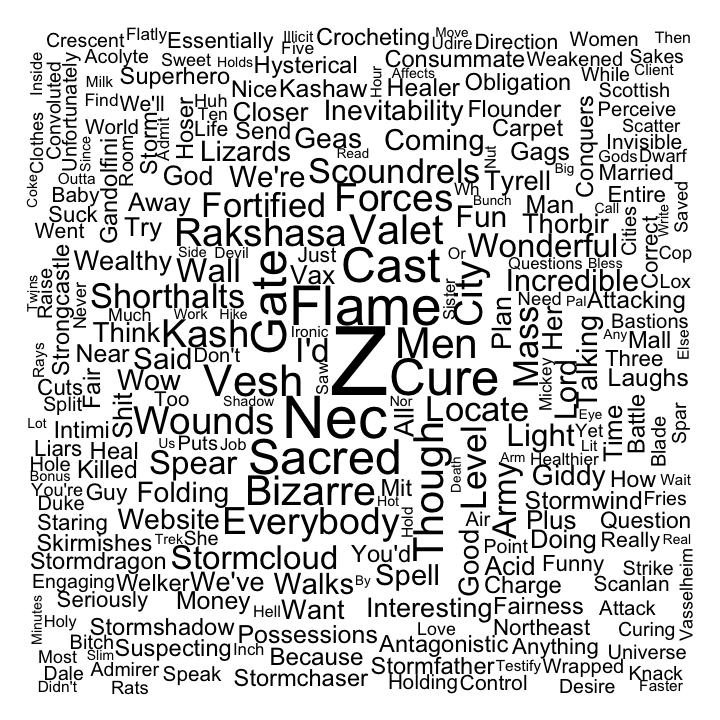 Crescent Flatly Essentially Illicit Five Crocheting Move Udire Direction Women Then
Inside Convoluted Unfortunately Acolyte Sweet Holds Hysterical Consummate Weakened Sakes
Milk Superhero Nice Kashaw Hour Affects Healer Obligation While Client Scottish
Clothes Find We'll Huh Ten Hoser Closer Inevitability Flounder Conquers Perceive
World Storm Admit Life Send Geas Coming Carpet Scatter Invisible
Since Room Gandolfini Lizards Read Nut Gags Gods Dwarf
Coke Outta Baby God We're Scoundrels Tyrell Big Married
Suck Away Fortified Forces Wh Bunch Man Call Entire Saved
Went Try Rakshasa Valet Fun Thorbir Cities Write
Strongcastle Wealthy Wall Side Devil Just Cast Or Wonderful Correct Cop
Twins Raise Never Gate Vax Sister City Questions Bless Incredible Lox
Shorthalts Flame Need Pal Attacking
Much Work Hike Plan Mass Her Bastions
Think Kash Ironic Z Men Any Mall Else
Rays Near Said Don't I'd Talking Three
Cuts Fair Wow Vesh Saw Cure Mickey Lord Laughs
Split Shit Too Shadow Nec Nor All Locate Eye Time Battle Spar
Lot Intimi Wounds Light Yet Blade
Liars Heal Us Puts Job Sacred Though Level Lit
Hole Bonus Killed Spear Death Arm Healthier
You're Guy Folding Bizarre Mit Hot Army Giddy How Wait
Duke Hold Stormwind Fries
Staring Website Everybody Air Plus Question
Skirmishes Trek She Good Point Doing Really Real
Stormdragon Stormcloud You'd Acid Funny Strike Vasselheim
Engaging Welker We've Walks By Spell Charge Scanlan
Seriously Money Hell Want Interesting Fairness Attack
Minutes Holy Stormshadow Love Northeast Curing
Bitch Suspecting Possessions Antagonistic Anything Universe
Most Slim Inch Because Stormfather Testify Wrapped Knack
Dale Admirer Speak Stormchaser Holding Control Desire Faster
Didn't Rats